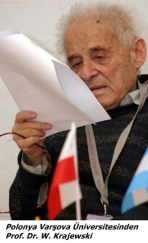 Polonya Varşova Üniversitesinden
Prof. Dr. W. Krajewski